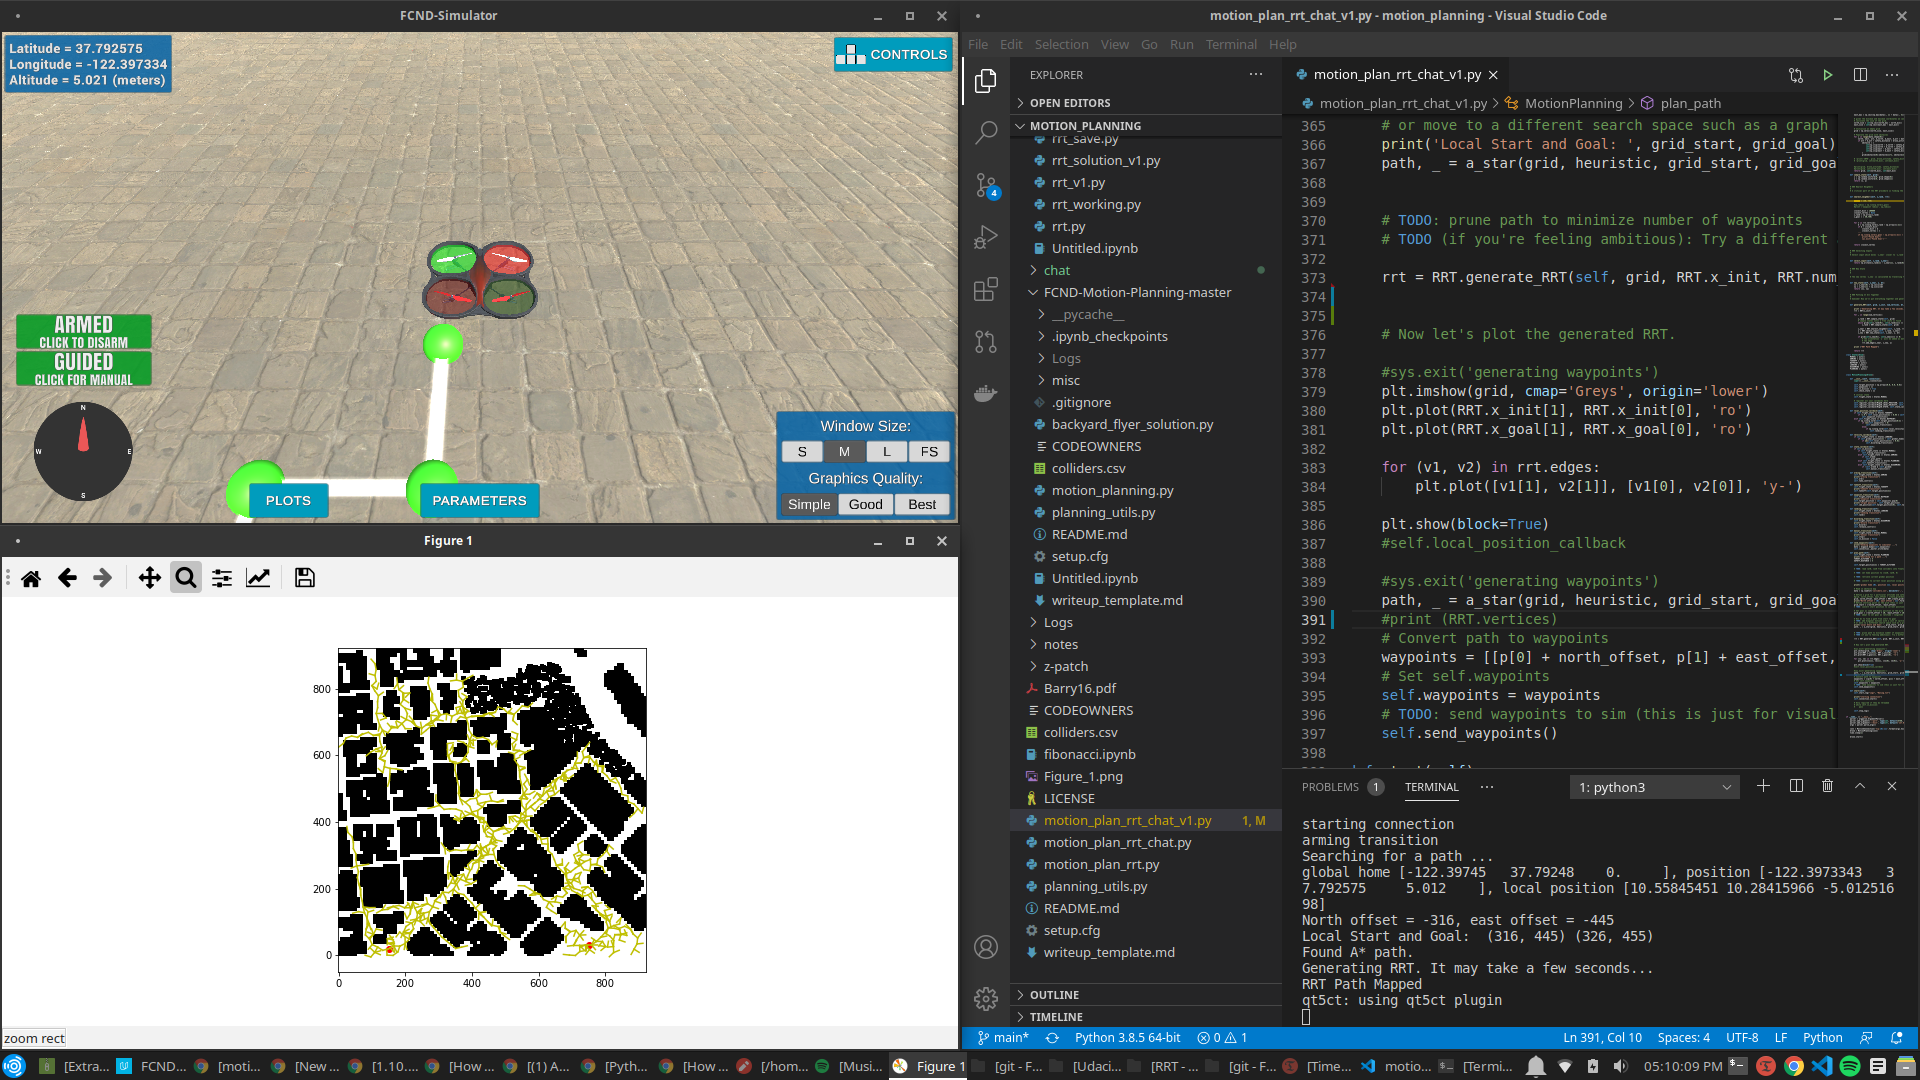 FCND-Simulator
Latitude = 37.792575
Longitude = -122.397334
Altitude = 5.021 (meters)
CONTROLS
ARMED
CLICK TO DISARM
GUIDED
CLICK FOR MANUAL
N
W
E
S
PLOTS
PARAMETERS
Window Size:
S M L FS
Graphics Quality:
Simple Good Best
Figure 1
800
600
400
200
0
0 200 400 600 800
zoom rect
motion_plan_rrt_chat_v1.py - motion_planning - Visual Studio Code
File Edit Selection View Go Run Terminal Help
EXPLORER
OPEN EDITORS
MOTION_PLANNING
rrt_save.py
rrt_solution_v1.py
rrt_v1.py
4
rrt_working.py
rrt.py
Untitled.ipynb
chat
FCND-Motion-Planning-master
__pycache__
.ipynb_checkpoints
Logs
misc
.gitignore
backyard_flyer_solution.py
CODEOWNERS
colliders.csv
motion_planning.py
planning_utils.py
README.md
setup.cfg
Untitled.ipynb
writeup_template.md
Logs
notes
z-patch
Barry16.pdf
CODEOWNERS
colliders.csv
fibonacci.ipynb
Figure_1.png
LICENSE
motion_plan_rrt_chat_v1.py 1, M
motion_plan_rrt_chat.py
motion_plan_rrt.py
planning_utils.py
README.md
setup.cfg
writeup_template.md
OUTLINE
TIMELINE
motion_plan_rrt_chat_v1.py
motion_plan_rrt_chat_v1.py MotionPlanning plan_path
365 # or move to a different search space such as a graph
366 print('Local Start and Goal: ', grid_start, grid_goal)
367 path, _ = a_star(grid, heuristic, grid_start, grid_goa
368
369
370 # TODO: prune path to minimize number of waypoints
371 # TODO (if you're feeling ambitious): Try a different
372
373 rrt = RRT.generate_RRT(self, grid, RRT.x_init, RRT.num
374
375
376 # Now let's plot the generated RRT.
377
378 #sys.exit('generating waypoints')
379 plt.imshow(grid, cmap='Greys', origin='lower')
380 plt.plot(RRT.x_init[1], RRT.x_init[0], 'ro')
381 plt.plot(RRT.x_goal[1], RRT.x_goal[0], 'ro')
382
383 for (v1, v2) in rrt.edges:
384 plt.plot([v1[1], v2[1]], [v1[0], v2[0]], 'y-')
385
386 plt.show(block=True)
387 #self.local_position_callback
388
389 #sys.exit('generating waypoints')
390 path, _ = a_star(grid, heuristic, grid_start, grid_goa
391 #print (RRT.vertices)
392 # Convert path to waypoints
393 waypoints = [[p[0] + north_offset, p[1] + east_offset,
394 # Set self.waypoints
395 self.waypoints = waypoints
396 # TODO: send waypoints to sim (this is just for visual
397 self.send_waypoints()
398
PROBLEMS 1 TERMINAL 1: python3
starting connection
arming transition
Searching for a path ...
global home [-122.39745 37.79248 0. ], position [-122.3973343 3
7.792575 5.012 ], local position [10.55845451 10.28415966 -5.012516
98]
North offset = -316, east offset = -445
Local Start and Goal: (316, 445) (326, 455)
Found A* path.
Generating RRT. It may take a few seconds...
RRT Path Mapped
qt5ct: using qt5ct plugin
main* Python 3.8.5 64-bit 0 1 Ln 391, Col 10 Spaces: 4 UTF-8 LF Python
[Extra... FCND... [moti... [New ... [1.10.... [How ... [(1) A... [Pyth... [How ... [/hom... [Musi... Figure 1 [git - F... [Udaci... [RRT - ... [git - F... [Time... motio... [Termi... 05:10:09 PM